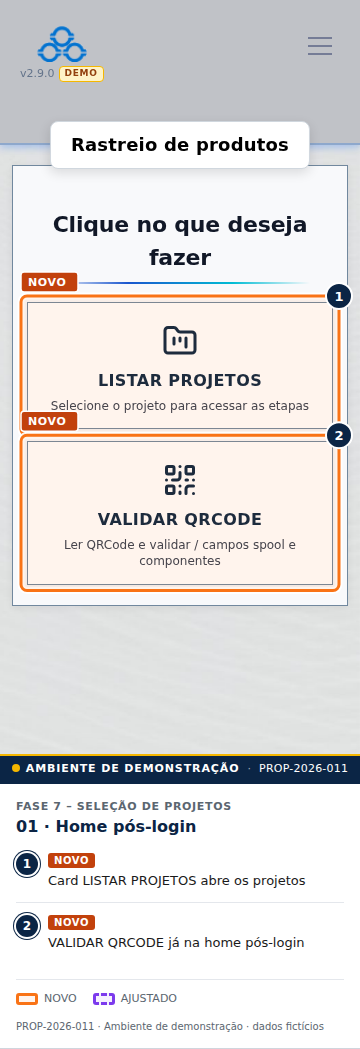 v2.9.0 DEMO
Rastreio de produtos
Clique no que deseja
fazer
NOVO
1
LISTAR PROJETOS
Selecione o projeto para acessar as etapas
NOVO
2
VALIDAR QRCODE
Ler QRCode e validar / campos spool e
componentes
AMBIENTE DE DEMONSTRAÇÃO · PROP-2026-011
FASE 7 – SELEÇÃO DE PROJETOS
01 · Home pós-login
1 NOVO
Card LISTAR PROJETOS abre os projetos
2 NOVO
VALIDAR QRCODE já na home pós-login
NOVO AJUSTADO
PROP-2026-011 · Ambiente de demonstração · dados fictícios